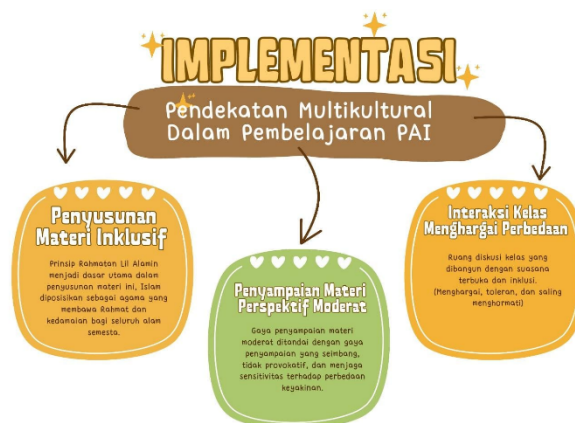 IMPLEMENTASI
Pendekatan Multikultural
Dalam Pembelajaran PAI
Penyusunan
Materi Inklusif
Prinsip Rahmatan Lil Alamin
menjadi dasar utama dalam
penyusunan materi ini, Islam
diposisikan sebagai agama yang
membawa Rahmat dan
kedamaian bagi seluruh alam
semesta.
Penyampaian Materi
Perspektif Moderat
Gaya penyampaian materi
moderat ditandai dengan gaya
penyampaian yang seimbang,
tidak provokatif, dan menjaga
sensitivitas terhadap perbedaan
keyakinan.
Interaksi Kelas
Menghargai Perbedaan
Ruang diskusi kelas yang
dibangun dengan suasana
terbuka dan inklusi.
(Menghargai, toleran, dan saling
menghormati)